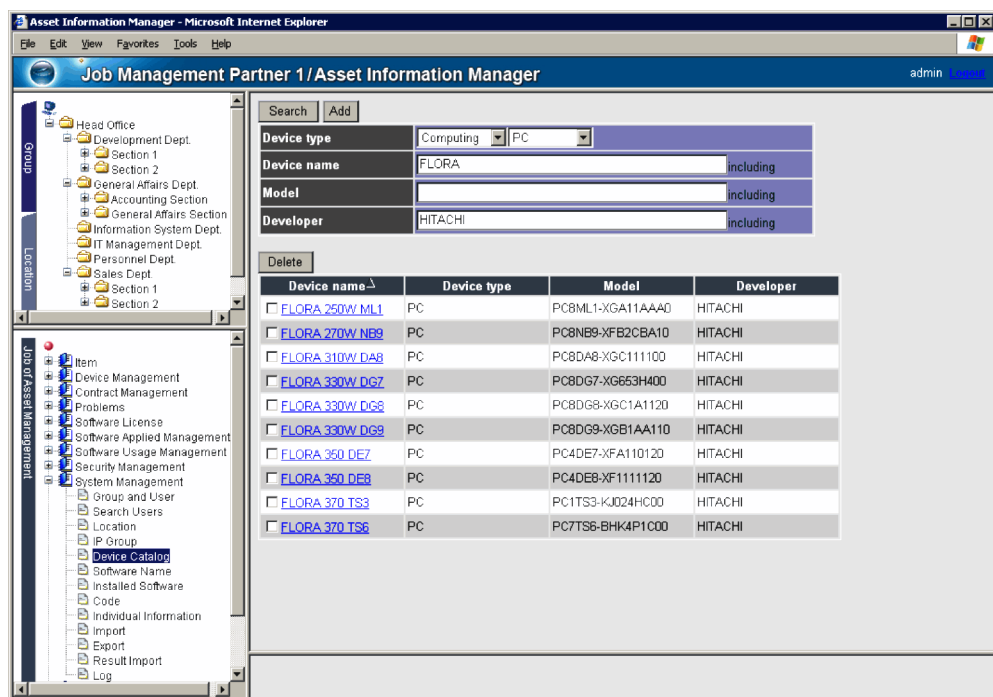 Asset Information Manager - Microsoft Internet Explorer
File Edit View Favorites Tools Help
Job Management Partner 1/Asset Information Manager
admin Logout
Group
Location
Head Office
Development Dept.
Section 1
Section 2
General Affairs Dept.
Accounting Section
General Affairs Section
Information System Dept.
IT Management Dept.
Personnel Dept.
Sales Dept.
Section 1
Section 2
Job of Asset Management
Item
Device Management
Contract Management
Problems
Software License
Software Applied Management
Software Usage Management
Security Management
System Management
Group and User
Search Users
Location
IP Group
Device Catalog
Software Name
Installed Software
Code
Individual Information
Import
Export
Result Import
Log
Search Add
Device type Computing PC
Device name FLORA including
Model including
Developer HITACHI including
Delete
Device name Device type Model Developer
FLORA 250W ML1 PC PC8ML1-XGA11AAA0 HITACHI
FLORA 270W NB9 PC PC8NB9-XFB2CBA10 HITACHI
FLORA 310W DA8 PC PC8DA8-XGC111100 HITACHI
FLORA 330W DG7 PC PC8DG7-XG653H400 HITACHI
FLORA 330W DG8 PC PC8DG8-XGC1A1120 HITACHI
FLORA 330W DG9 PC PC8DG9-XGB1AA110 HITACHI
FLORA 350 DE7 PC PC4DE7-XFA110120 HITACHI
FLORA 350 DE8 PC PC4DE8-XF1111120 HITACHI
FLORA 370 TS3 PC PC1TS3-KJ024HC00 HITACHI
FLORA 370 TS6 PC PC7TS6-BHK4P1C00 HITACHI